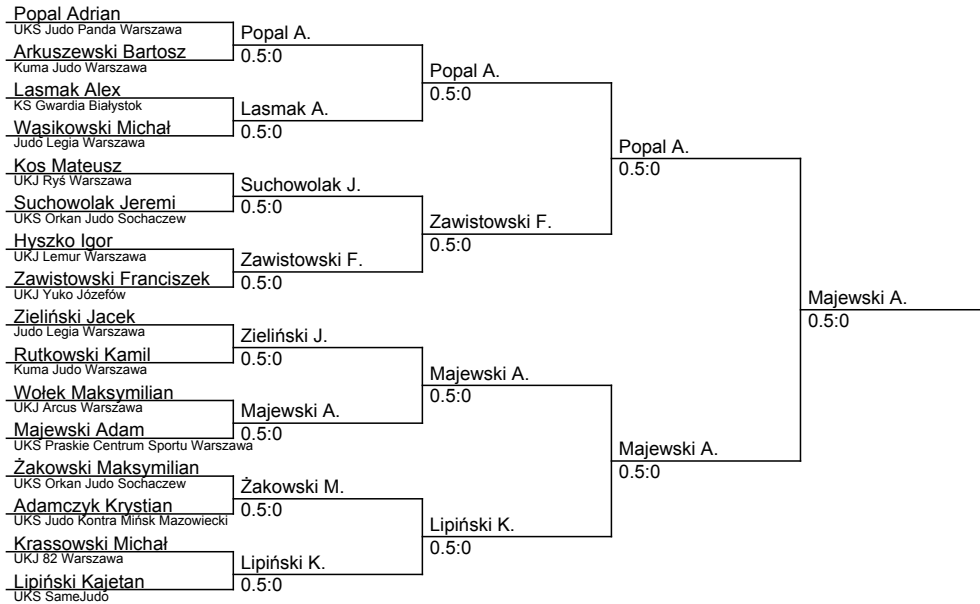 Popal Adrian
UKS Judo Panda Warszawa
Arkuszewski Bartosz
Kuma Judo Warszawa
Lasmak Alex
KS Gwardia Białystok
Wąsikowski Michał
Judo Legia Warszawa
Kos Mateusz
UKJ Ryś Warszawa
Suchowolak Jeremi
UKS Orkan Judo Sochaczew
Hyszko Igor
UKJ Lemur Warszawa
Zawistowski Franciszek
UKJ Yuko Józefów
Zieliński Jacek
Judo Legia Warszawa
Rutkowski Kamil
Kuma Judo Warszawa
Wołek Maksymilian
UKJ Arcus Warszawa
Majewski Adam
UKS Praskie Centrum Sportu Warszawa
Żakowski Maksymilian
UKS Orkan Judo Sochaczew
Adamczyk Krystian
UKS Judo Kontra Mińsk Mazowiecki
Krassowski Michał
UKJ 82 Warszawa
Lipiński Kajetan
UKS SameJudo
Popal A.
0.5:0
Lasmak A.
0.5:0
Suchowolak J.
0.5:0
Zawistowski F.
0.5:0
Zieliński J.
0.5:0
Majewski A.
0.5:0
Żakowski M.
0.5:0
Lipiński K.
0.5:0
Popal A.
0.5:0
Zawistowski F.
0.5:0
Majewski A.
0.5:0
Lipiński K.
0.5:0
Popal A.
0.5:0
Majewski A.
0.5:0
Majewski A.
0.5:0